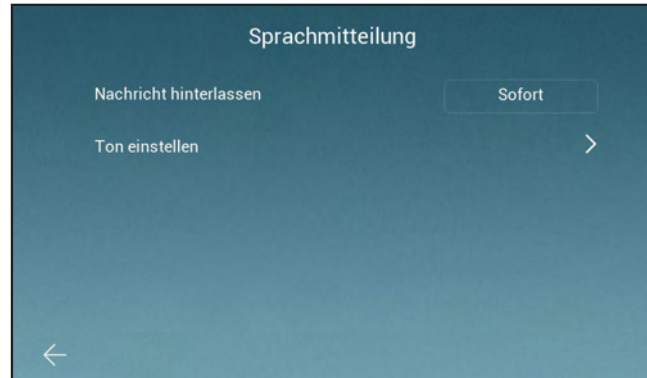 Sprachmitteilung
Nachricht hinterlassen Sofort
Ton einstellen